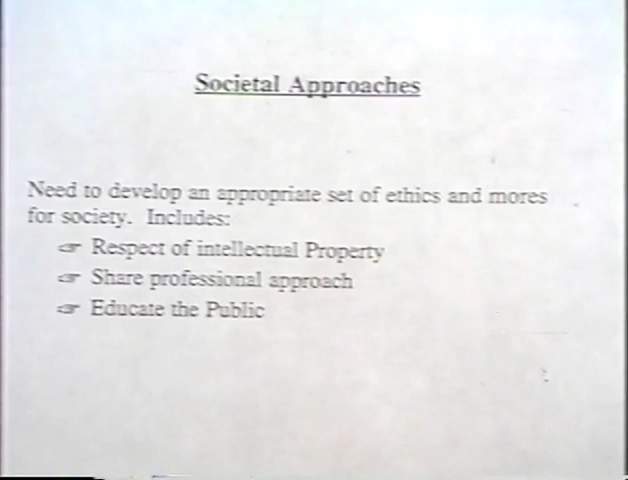 Societal Approaches
Need to develop an appropriate set of ethics and mores
for society. Includes:
☞ Respect of intellectual Property
☞ Share professional approach
☞ Educate the Public